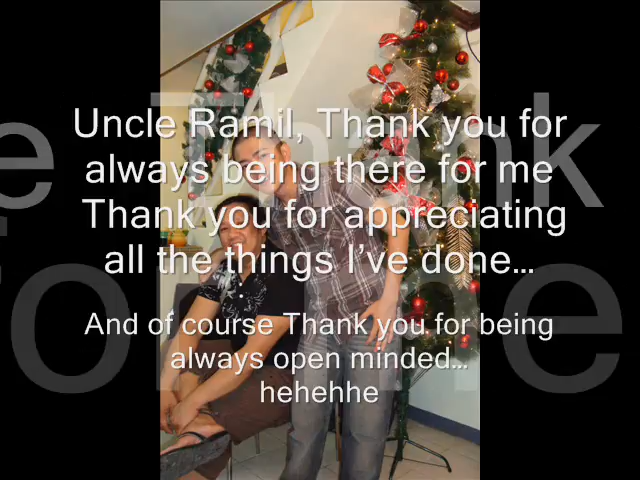 Uncle Ramil, Thank you for
always being there for me
Thank you for appreciating
all the things I've done...
And of course Thank you for being
always open minded...
hehehhe